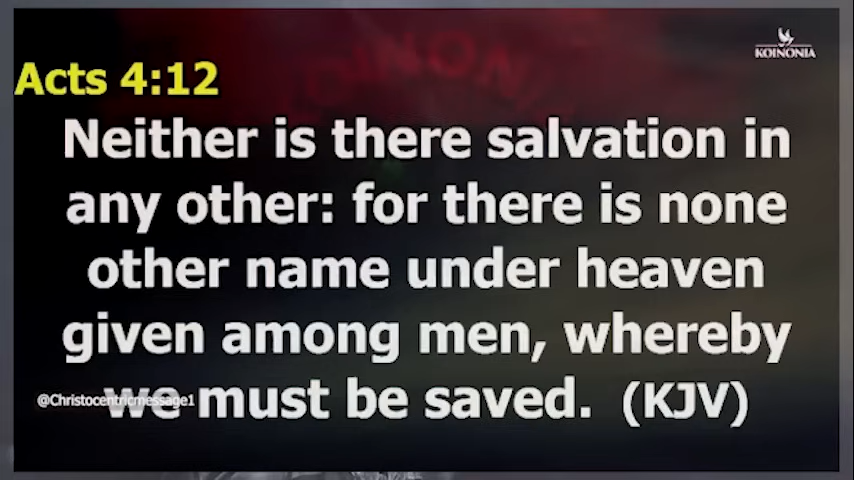 KOINONIA
Acts 4:12
Neither is there salvation in
any other: for there is none
other name under heaven
given among men, whereby
we must be saved. (KJV)
@Christocentricmessage1